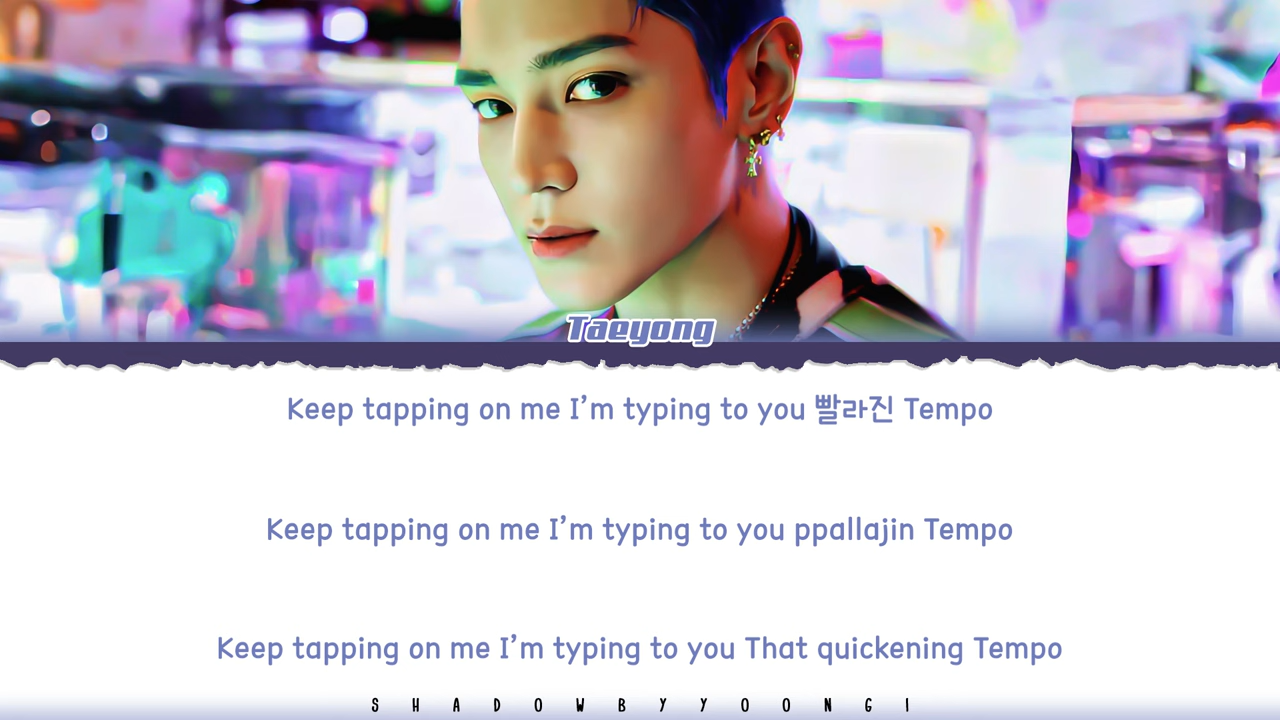 Taeyong
Keep tapping on me I’m typing to you 빨라진 Tempo
Keep tapping on me I’m typing to you ppallajin Tempo
Keep tapping on me I’m typing to you That quickening Tempo
SHADOWBYYOONGI